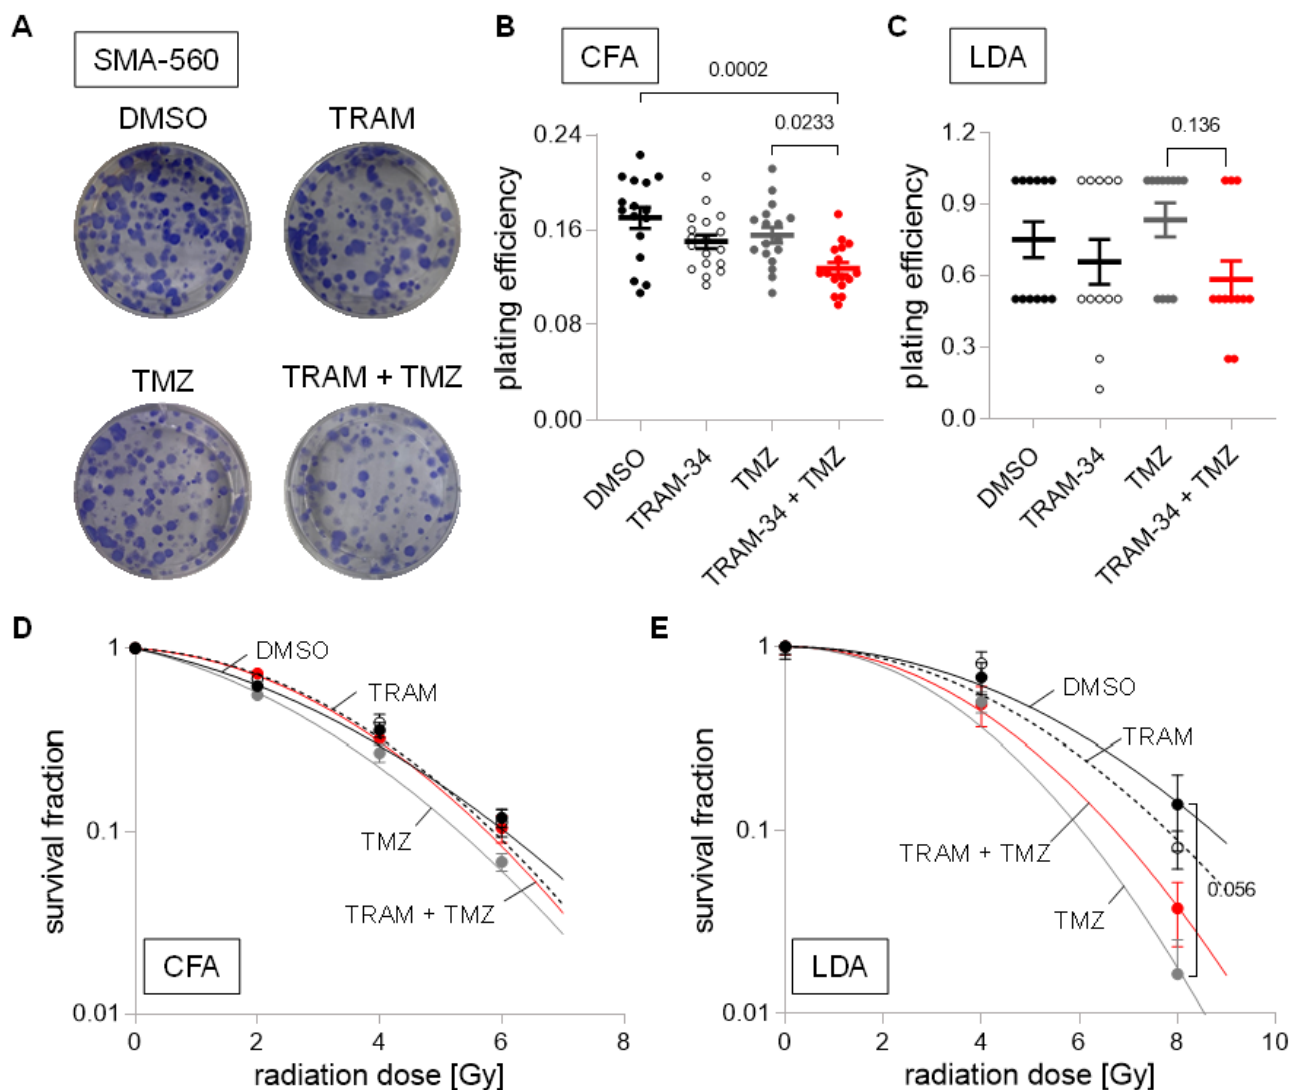 A
SMA-560
DMSO
TRAM
TMZ
TRAM + TMZ
B
CFA
0.0002
0.0233
plating efficiency
0.24
0.16
0.08
0.00
DMSO
TRAM-34
TMZ
TRAM-34 + TMZ
C
LDA
0.136
plating efficiency
1.2
0.9
0.6
0.3
0.0
DMSO
TRAM-34
TMZ
TRAM-34 + TMZ
D
survival fraction
1
0.1
0.01
DMSO
TRAM
TMZ
TRAM + TMZ
CFA
0 2 4 6 8
radiation dose [Gy]
E
survival fraction
1
0.1
0.01
DMSO
TRAM
TRAM + TMZ
TMZ
0.056
LDA
0 2 4 6 8 10
radiation dose [Gy]